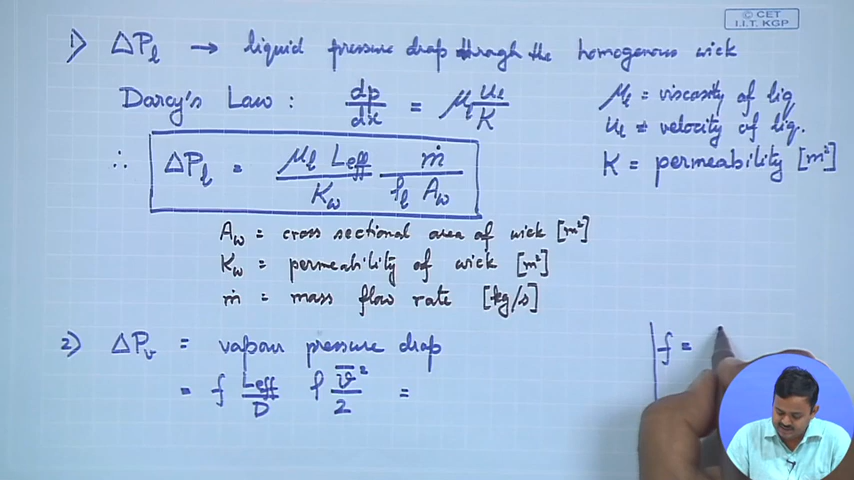 © CET
I.I.T. KGP
1) ΔP_l → liquid pressure drop through the homogenous wick
Darcy's Law : dp/dx = μ_l u_l/K
μ_l = viscosity of liq
u_l = velocity of liq.
K = permeability [m²]
∴ ΔP_l = μ_l L_eff/K_w ṁ/ρ_l A_w
A_w = cross sectional area of wick [m²]
K_w = permeability of wick [m²]
ṁ = mass flow rate [kg/s]
2) ΔP_v = vapour pressure drop
= f L_eff/D ρ v̄²/2 =
f =